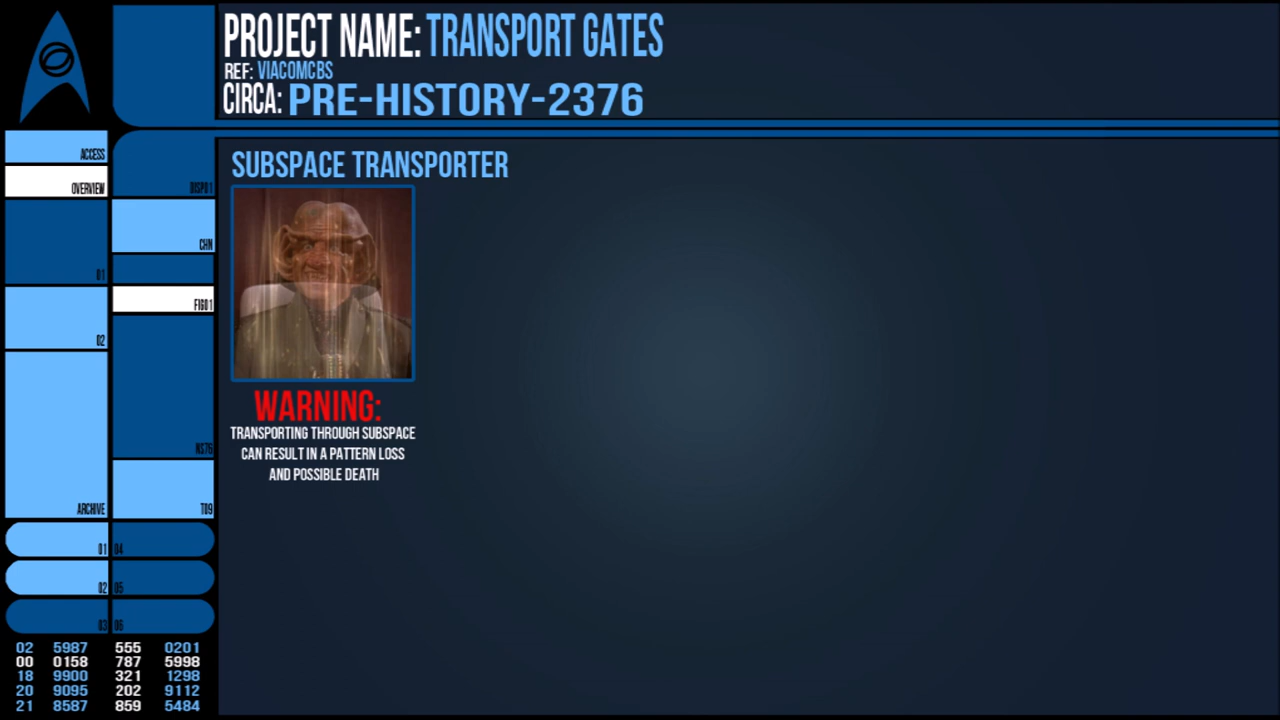 PROJECT NAME: TRANSPORT GATES
REF: VIACOMCBS
CIRCA: PRE-HISTORY-2376
ACCESS
OVERVIEW
01
02
ARCHIVE
01
02
03
DISP01
CHN
FIG01
NS76
T09
04
05
06
02 5987 555 0201
00 0158 787 5998
18 9900 321 1298
20 9095 202 9112
21 8587 859 5484
SUBSPACE TRANSPORTER
WARNING:
TRANSPORTING THROUGH SUBSPACE
CAN RESULT IN A PATTERN LOSS
AND POSSIBLE DEATH